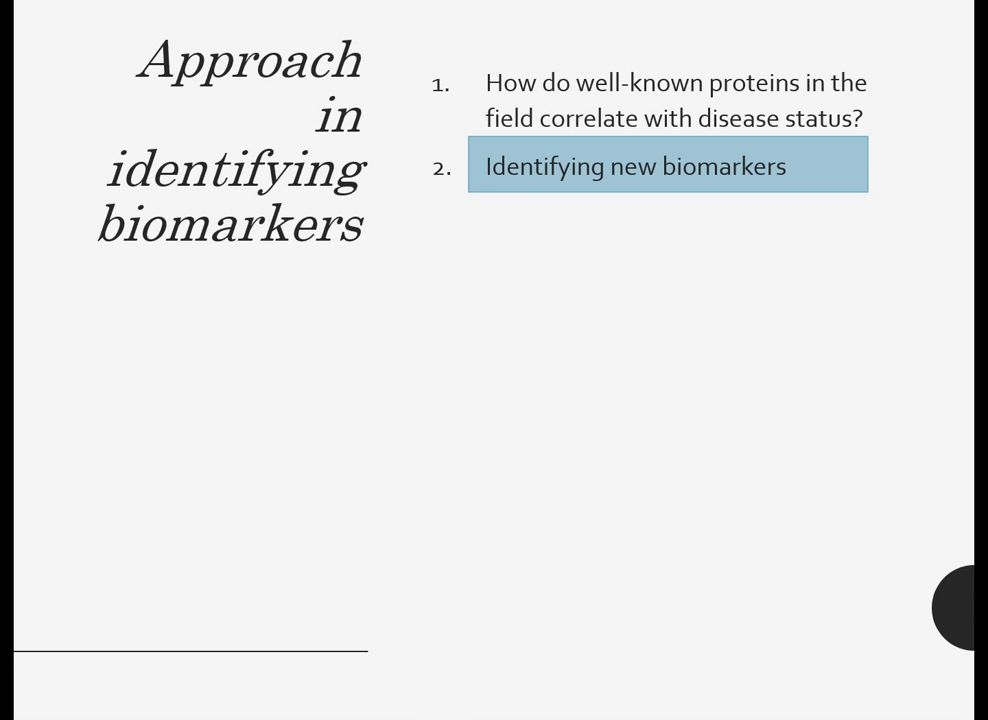 Approach
in
identifying
biomarkers
1. How do well-known proteins in the
field correlate with disease status?
2. Identifying new biomarkers